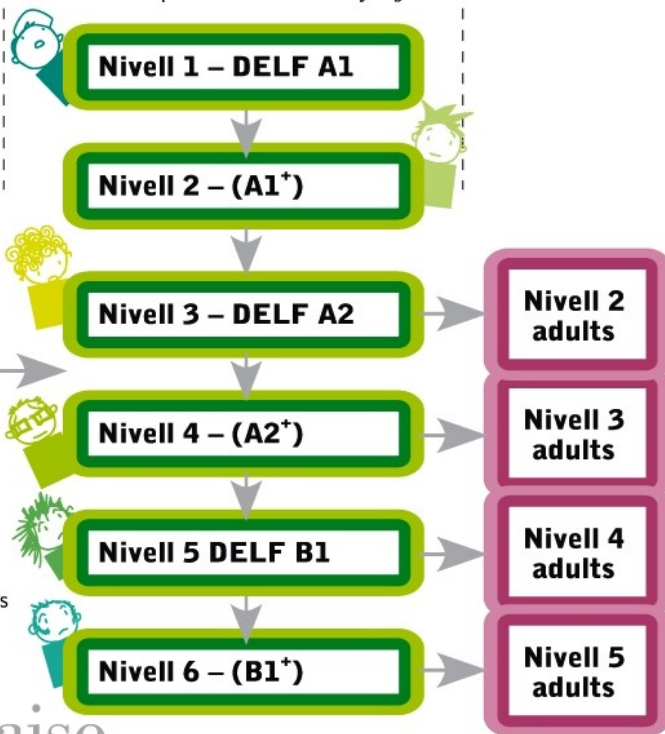 Nivell 1 – DELF A1
Nivell 2 – (A1⁺)
Nivell 3 – DELF A2
Nivell 2
adults
Nivell 4 – (A2⁺)
Nivell 3
adults
Nivell 5 DELF B1
Nivell 4
adults
s
Nivell 6 – (B1⁺)
Nivell 5
adults